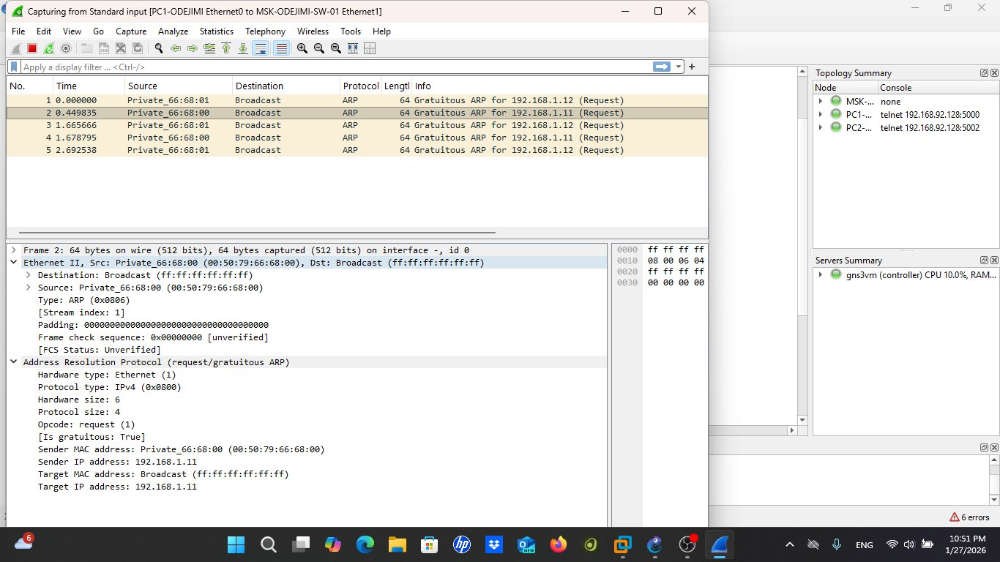 Capturing from Standard input [PC1-ODEJIMI Ethernet0 to MSK-ODEJIMI-SW-01 Ethernet1]
File Edit View Go Capture Analyze Statistics Telephony Wireless Tools Help
Apply a display filter ... <Ctrl-/>
No. Time Source Destination Protocol Lengtl Info
1 0.000000 Private_66:68:01 Broadcast ARP 64 Gratuitous ARP for 192.168.1.12 (Request)
2 0.449835 Private_66:68:00 Broadcast ARP 64 Gratuitous ARP for 192.168.1.11 (Request)
3 1.665666 Private_66:68:01 Broadcast ARP 64 Gratuitous ARP for 192.168.1.12 (Request)
4 1.678795 Private_66:68:00 Broadcast ARP 64 Gratuitous ARP for 192.168.1.11 (Request)
5 2.692538 Private_66:68:01 Broadcast ARP 64 Gratuitous ARP for 192.168.1.12 (Request)
Frame 2: 64 bytes on wire (512 bits), 64 bytes captured (512 bits) on interface -, id 0
Ethernet II, Src: Private_66:68:00 (00:50:79:66:68:00), Dst: Broadcast (ff:ff:ff:ff:ff:ff)
Destination: Broadcast (ff:ff:ff:ff:ff:ff)
Source: Private_66:68:00 (00:50:79:66:68:00)
Type: ARP (0x0806)
[Stream index: 1]
Padding: 000000000000000000000000000000000000
Frame check sequence: 0x00000000 [unverified]
[FCS Status: Unverified]
Address Resolution Protocol (request/gratuitous ARP)
Hardware type: Ethernet (1)
Protocol type: IPv4 (0x0800)
Hardware size: 6
Protocol size: 4
Opcode: request (1)
[Is gratuitous: True]
Sender MAC address: Private_66:68:00 (00:50:79:66:68:00)
Sender IP address: 192.168.1.11
Target MAC address: Broadcast (ff:ff:ff:ff:ff:ff)
Target IP address: 192.168.1.11
0000 ff ff ff ff
0010 08 00 06 04
0020 ff ff ff ff
0030 00 00 00 00
Topology Summary
Node Console
MSK-... none
PC1-... telnet 192.168.92.128:5000
PC2-... telnet 192.168.92.128:5002
Servers Summary
gns3vm (controller) CPU 10.0%, RAM...
6 errors
6
NEW
ENG
10:51 PM
1/27/2026